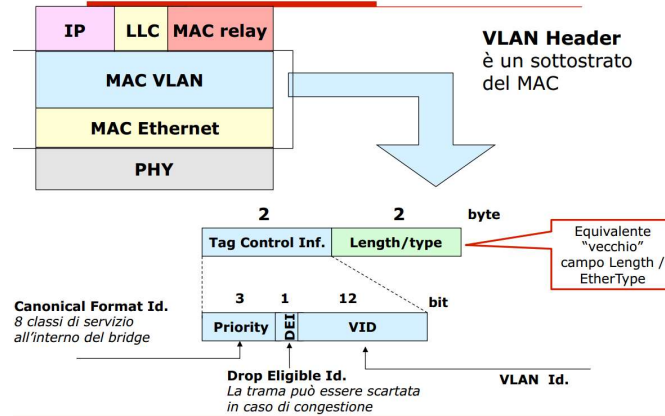 IP LLC MAC relay
MAC VLAN
MAC Ethernet
PHY
VLAN Header
è un sottostrato
del MAC
2 2 byte
Tag Control Inf. Length/type
Equivalente
“vecchio”
campo Length /
EtherType
3 1 12 bit
Priority DEI VID
Canonical Format Id.
8 classi di servizio
all’interno del bridge
Drop Eligible Id.
La trama può essere scartata
in caso di congestione
VLAN Id.